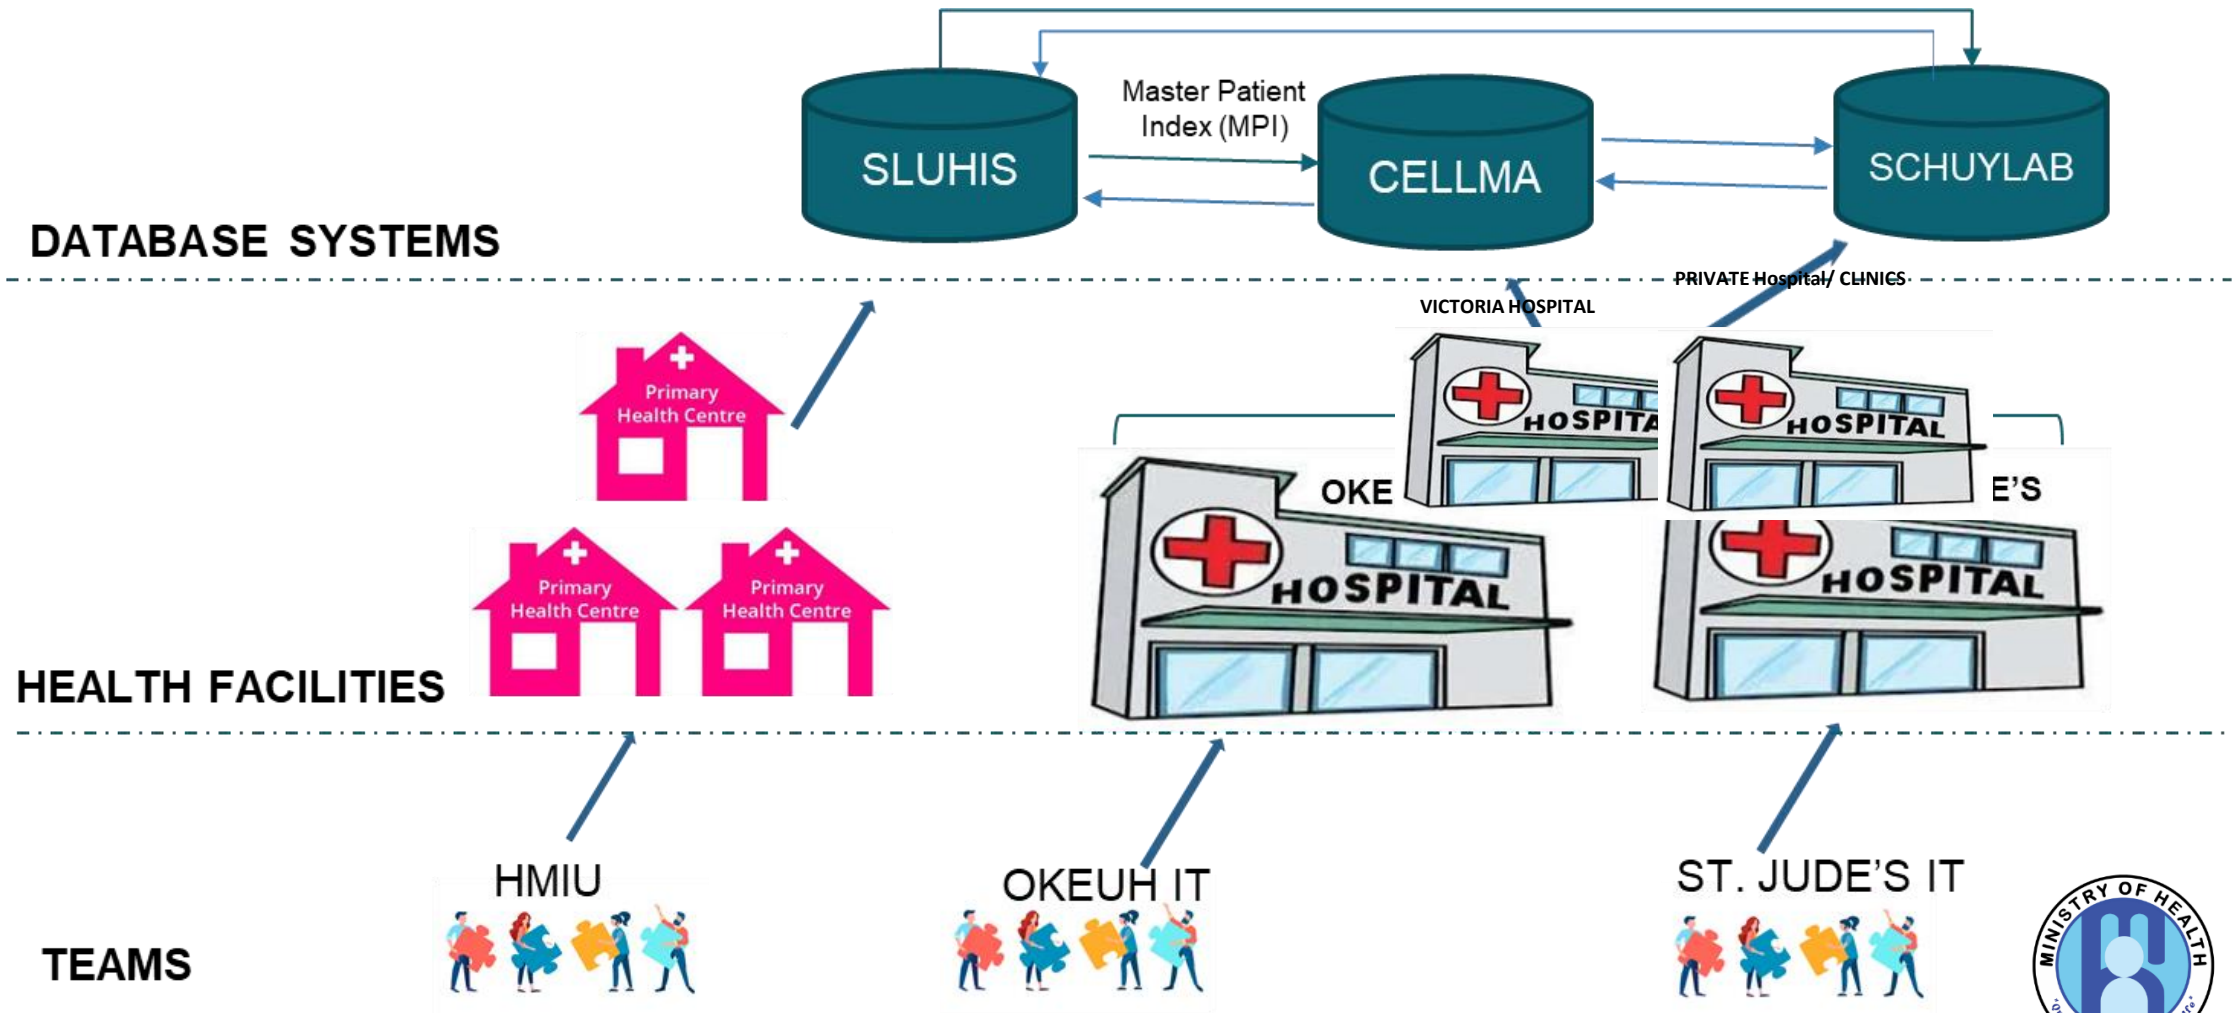 Master Patient
Index (MPI)
SLUHIS
CELLMA
SCHUYLAB
DATABASE SYSTEMS
PRIVATE Hospital/ CLINICS
VICTORIA HOSPITAL
Primary
Health Centre
HOSPITA
HOSPITAL
OKE
E'S
Primary
Health Centre
Primary
Health Centre
HOSPITAL
HOSPITAL
HEALTH FACILITIES
HMIU
OKEUH IT
ST. JUDE'S IT
TEAMS
MINISTRY OF HEALTH